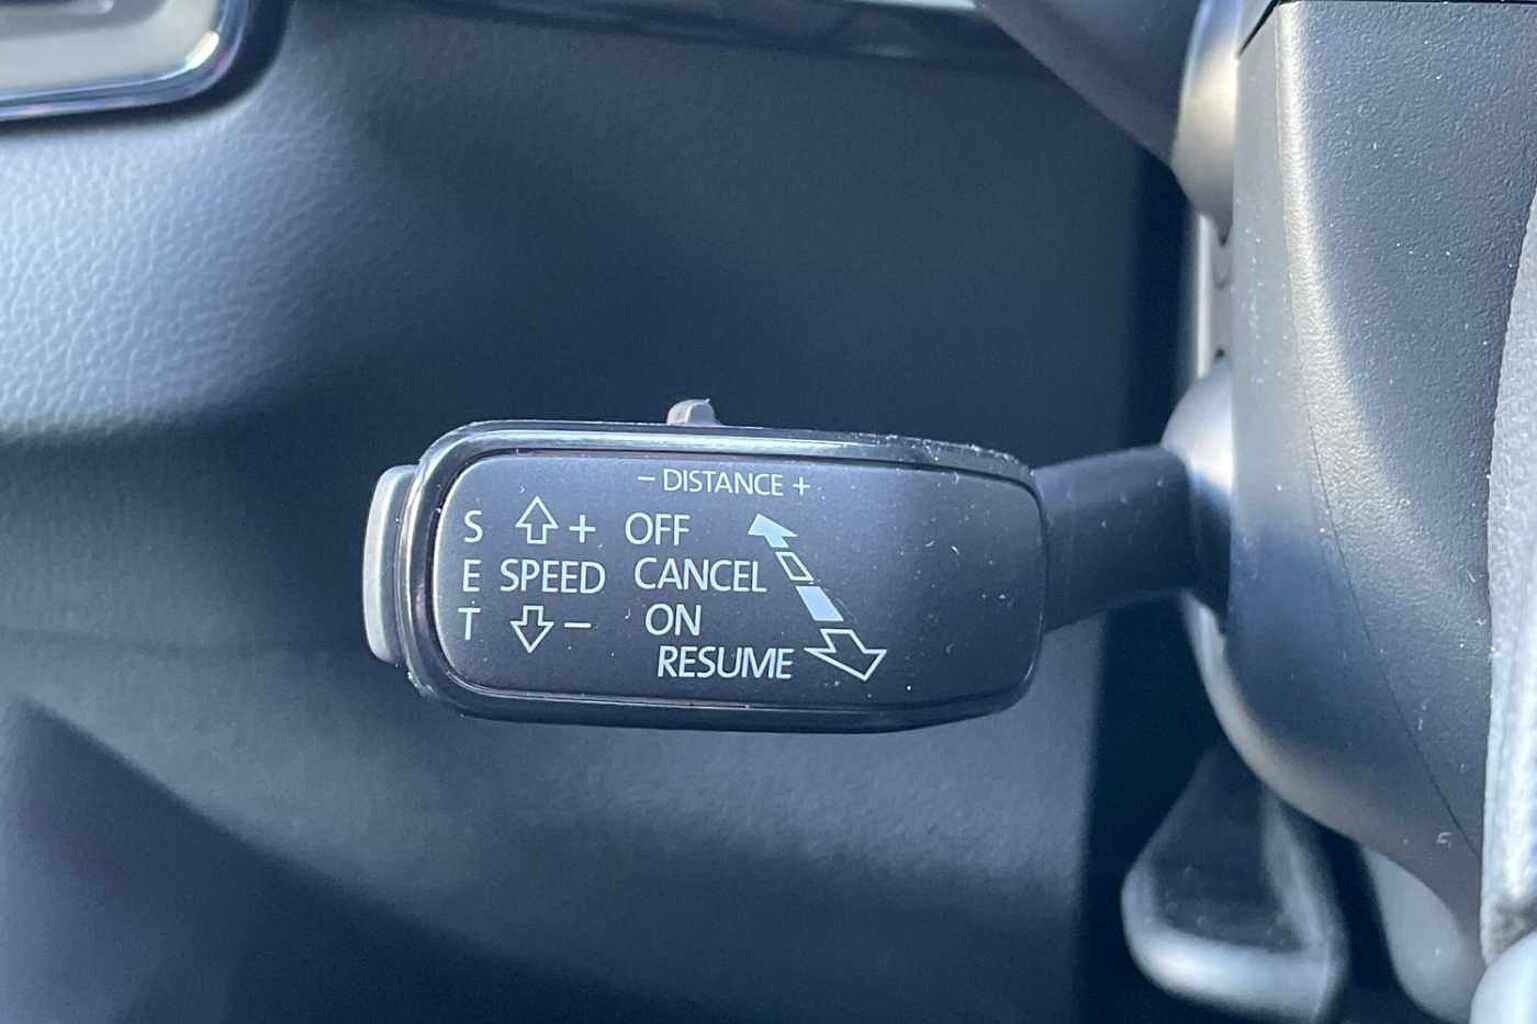 − DISTANCE +
S + OFF
E SPEED CANCEL
T − ON
RESUME